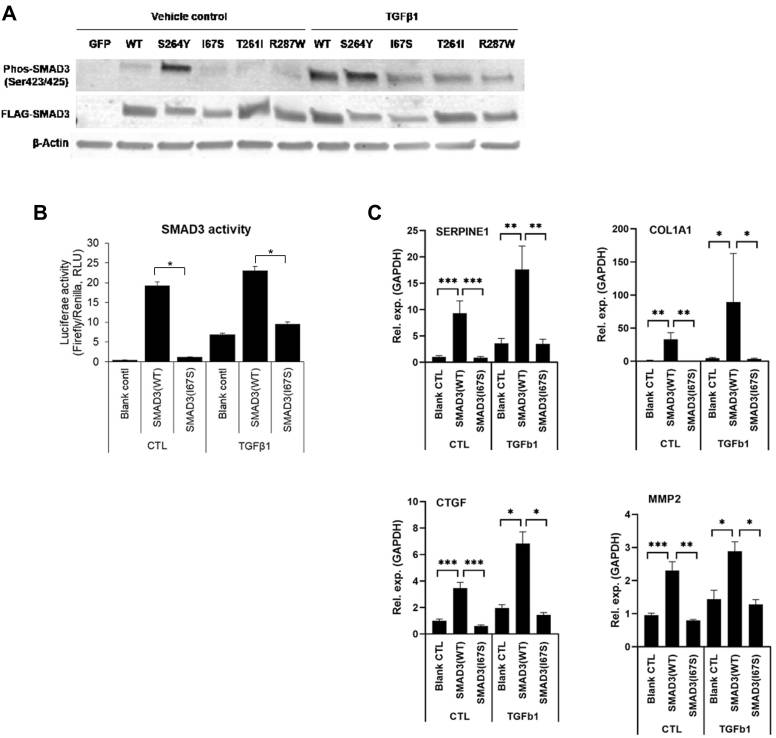 A
Vehicle control
TGFβ1
GFP WT S264Y I67S T261I R287W WT S264Y I67S T261I R287W
Phos-SMAD3
(Ser423/425)
FLAG-SMAD3
β-Actin
B
SMAD3 activity
Luciferae activity
(Firefly/Renilla, RLU)
30
25
20
15
10
5
0
*
*
Blank contl
SMAD3(WT)
SMAD3(I67S)
Blank contl
SMAD3(WT)
SMAD3(I67S)
CTL
TGFβ1
C
SERPINE1
Rel. exp. (GAPDH)
25
20
15
10
5
0
***
***
**
**
Blank CTL
SMAD3(WT)
SMAD3(I67S)
Blank CTL
SMAD3(WT)
SMAD3(I67S)
CTL
TGFb1
COL1A1
Rel. exp. (GAPDH)
200
150
100
50
0
**
**
*
*
Blank CTL
SMAD3(WT)
SMAD3(I67S)
Blank CTL
SMAD3(WT)
SMAD3(I67S)
CTL
TGFb1
CTGF
Rel. exp. (GAPDH)
10
8
6
4
2
0
***
***
*
*
Blank CTL
SMAD3(WT)
SMAD3(I67S)
Blank CTL
SMAD3(WT)
SMAD3(I67S)
CTL
TGFb1
MMP2
Rel. exp. (GAPDH)
4
3
2
1
0
***
**
*
*
Blank CTL
SMAD3(WT)
SMAD3(I67S)
Blank CTL
SMAD3(WT)
SMAD3(I67S)
CTL
TGFb1